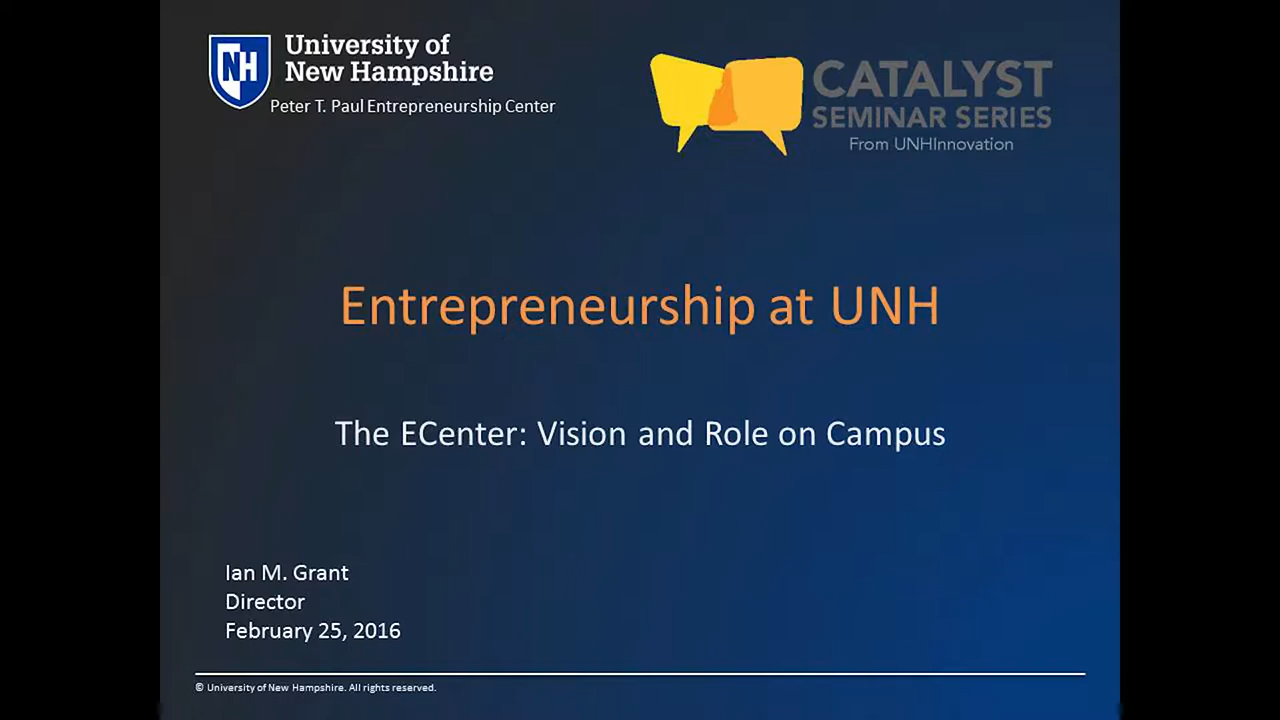 University of
New Hampshire
Peter T. Paul Entrepreneurship Center
NH
CATALYST
SEMINAR SERIES
From UNHInnovation
Entrepreneurship at UNH
The ECenter: Vision and Role on Campus
Ian M. Grant
Director
February 25, 2016
© University of New Hampshire. All rights reserved.